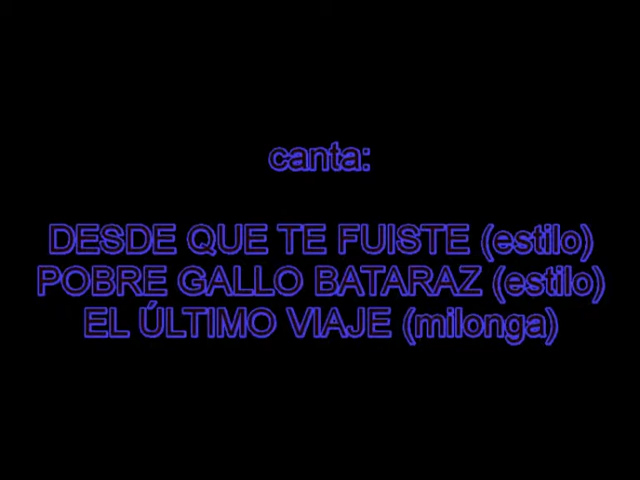 canta:
DESDE QUE TE FUISTE (estilo)
POBRE GALLO BATARAZ (estilo)
EL ÚLTIMO VIAJE (milonga)